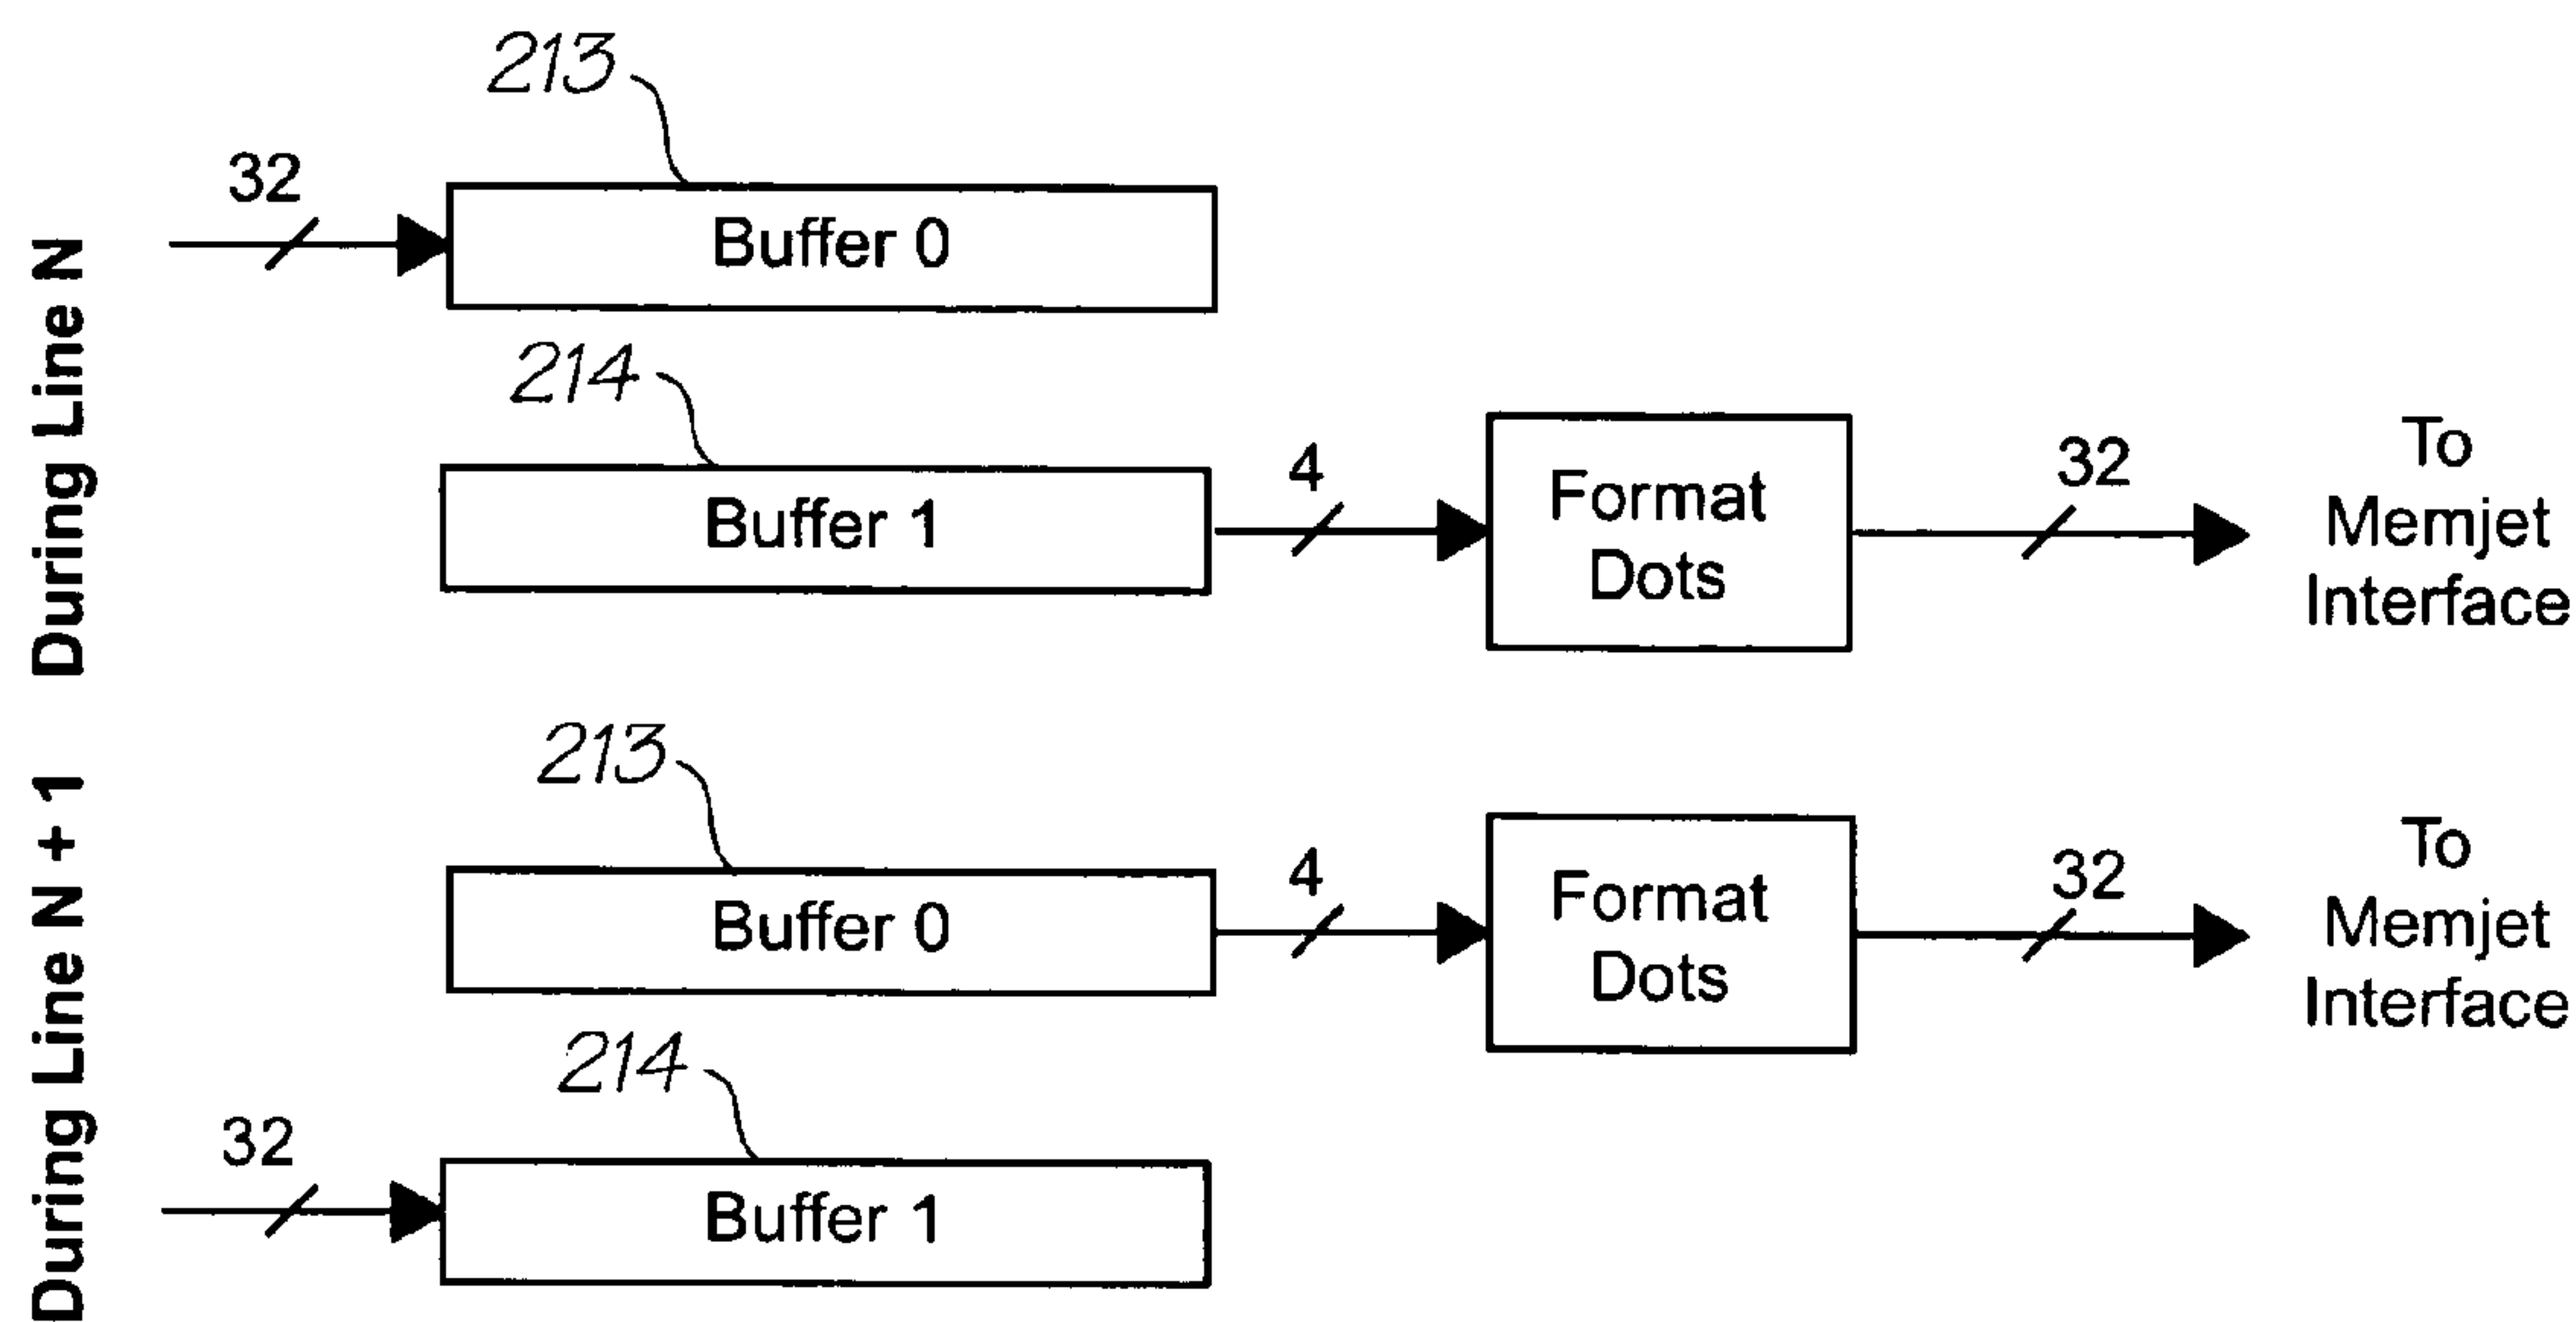 During Line N
213
32
Buffer 0
214
Buffer 1
4
Format
Dots
32
To
Memjet
Interface
During Line N + 1
213
Buffer 0
4
Format
Dots
32
To
Memjet
Interface
214
32
Buffer 1